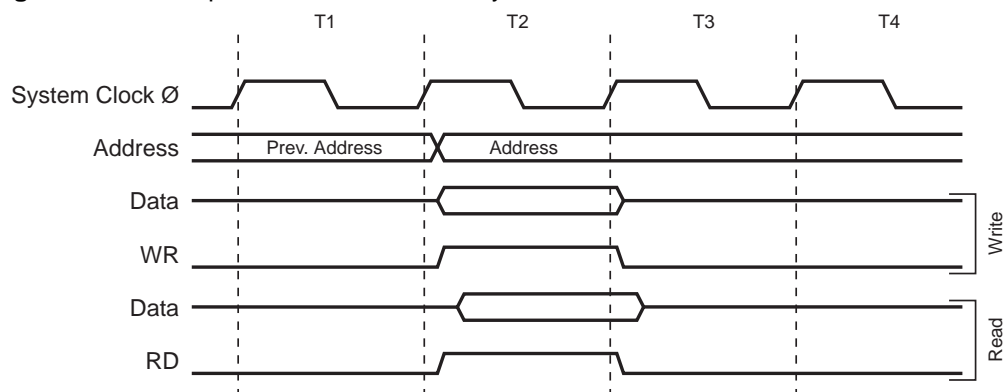 T1 T2 T3 T4
System Clock Ø
Address Prev. Address Address
Data
WR
Write
Data
RD
Read